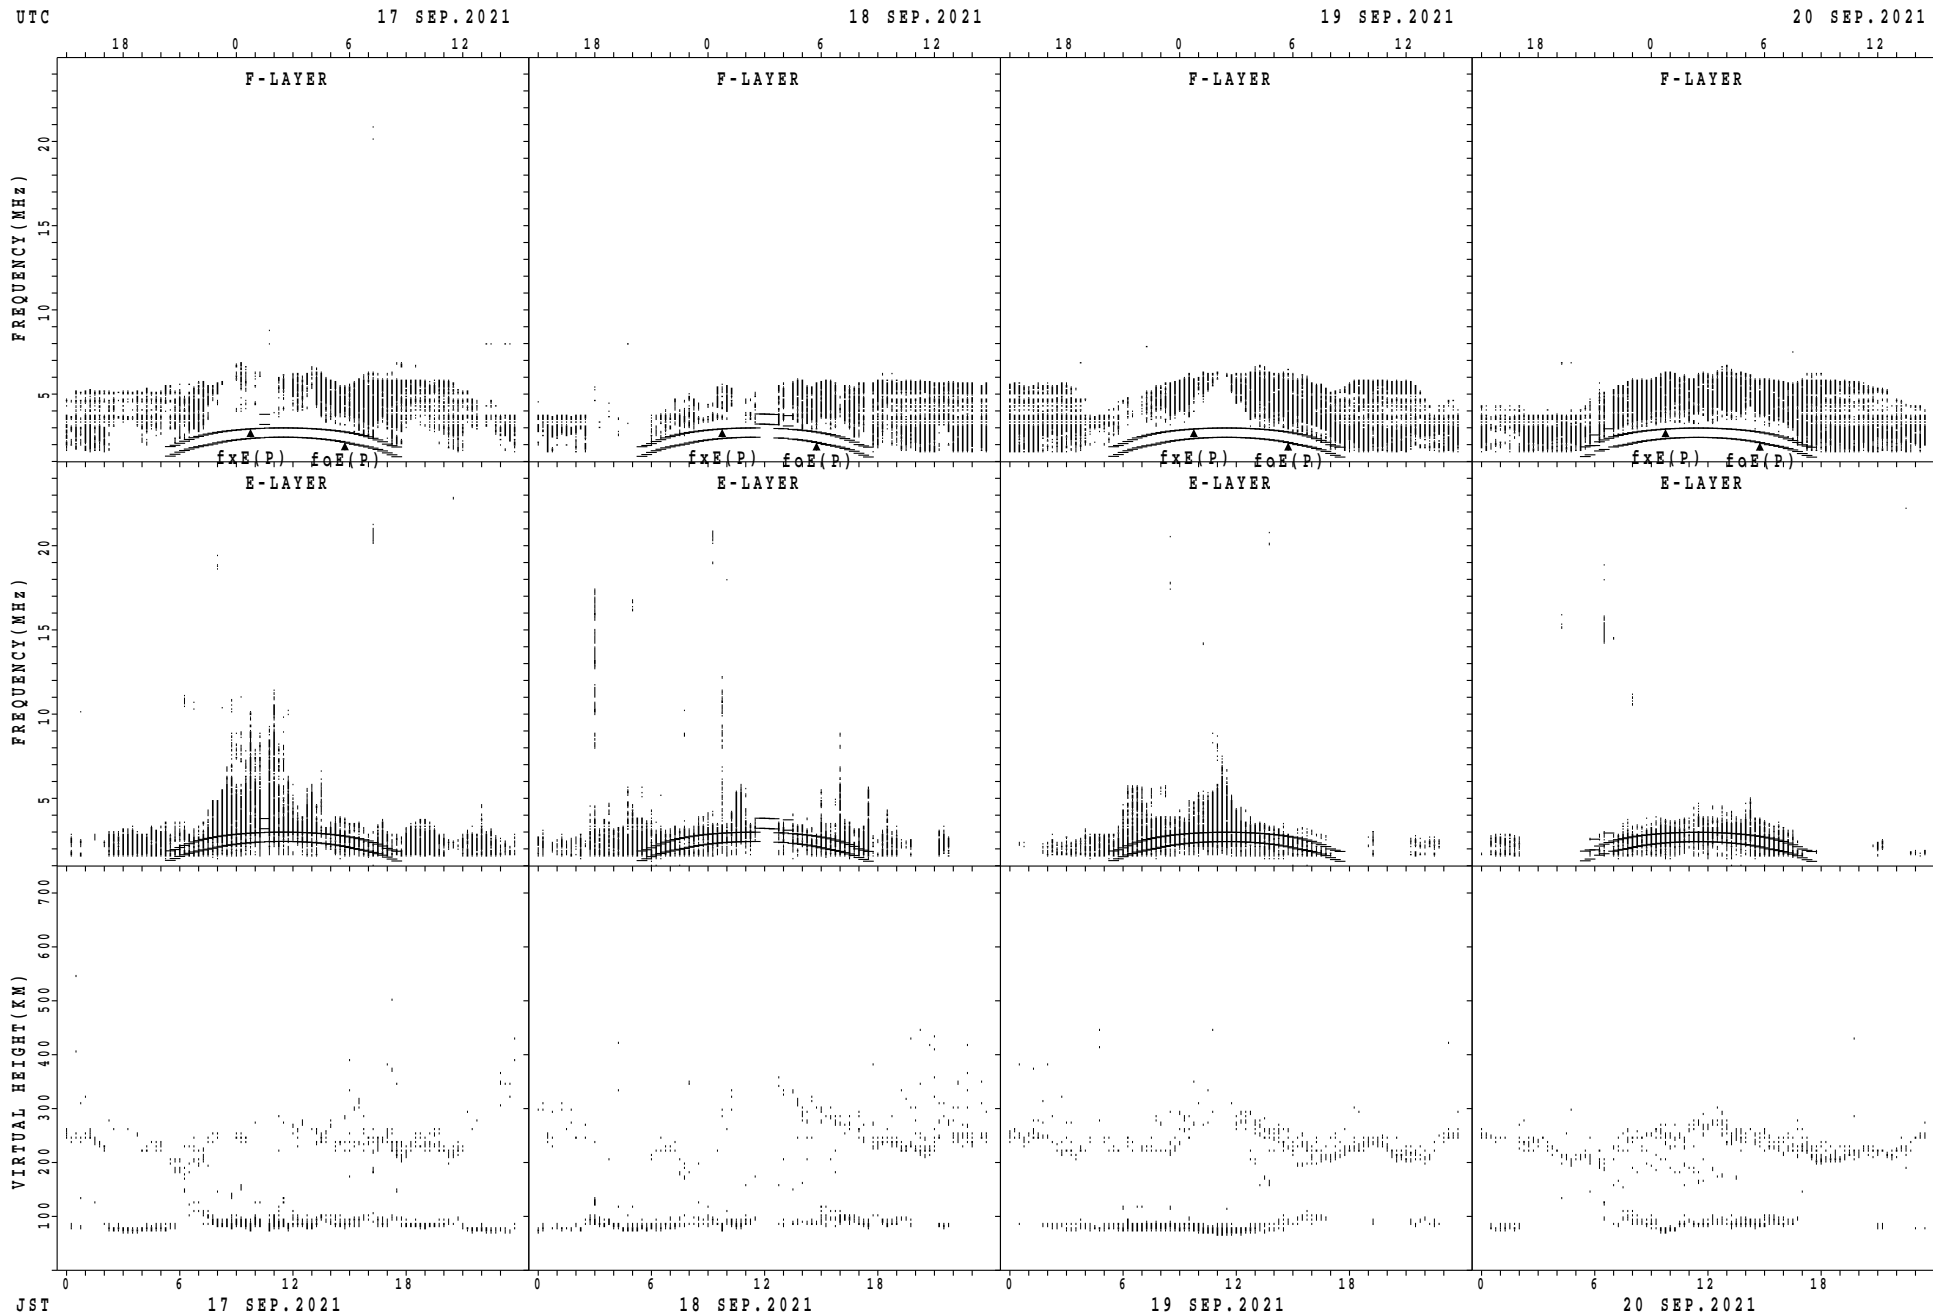 UTC 17 SEP.2021 18 SEP.2021 19 SEP.2021 20 SEP.2021
18 0 6 12 18 0 6 12 18 0 6 12 18 0 6 12
F-LAYER F-LAYER F-LAYER F-LAYER
FREQUENCY(MHz)
20
15
10
5
fxE(P) foE(P) fxE(P) foE(P) fxE(P) foE(P) fxE(P) foE(P)
E-LAYER E-LAYER E-LAYER E-LAYER
FREQUENCY(MHz)
20
15
10
5
VIRTUAL HEIGHT(KM)
700
600
500
400
300
200
100
0 6 12 18 0 6 12 18 0 6 12 18 0 6 12 18
JST 17 SEP.2021 18 SEP.2021 19 SEP.2021 20 SEP.2021